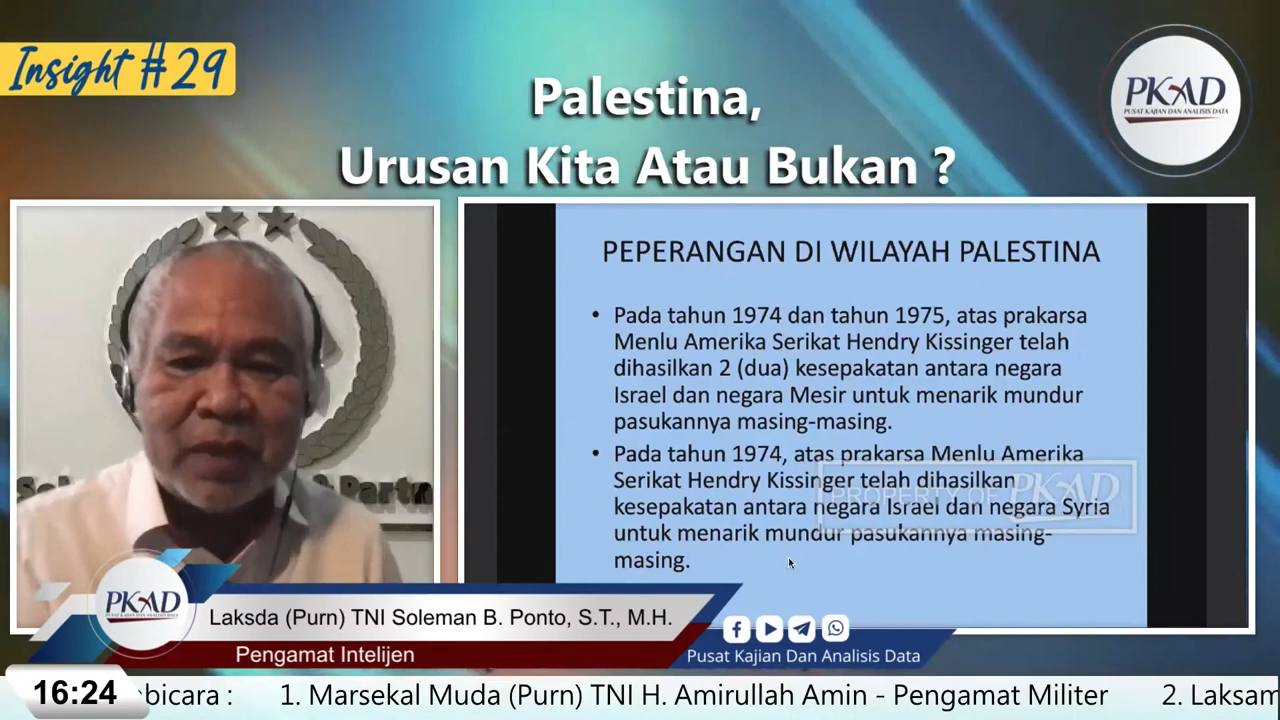 Insight #29
PKAD
PUSAT KAJIAN DAN ANALISIS DATA
Palestina,
Urusan Kita Atau Bukan ?
PEPERANGAN DI WILAYAH PALESTINA
• Pada tahun 1974 dan tahun 1975, atas prakarsa
Menlu Amerika Serikat Hendry Kissinger telah
dihasilkan 2 (dua) kesepakatan antara negara
Israel dan negara Mesir untuk menarik mundur
pasukannya masing-masing.
• Pada tahun 1974, atas prakarsa Menlu Amerika
Serikat Hendry Kissinger telah dihasilkan
kesepakatan antara negara Israel dan negara Syria
untuk menarik mundur pasukannya masing-
masing.
PROPERTY OF PKAD
PKAD
PUSAT KAJIAN DAN ANALISIS DATA
Laksda (Purn) TNI Soleman B. Ponto, S.T., M.H.
Pengamat Intelijen
Pusat Kajian Dan Analisis Data
16:24
bicara : 1. Marsekal Muda (Purn) TNI H. Amirullah Amin - Pengamat Militer 2. Laksam